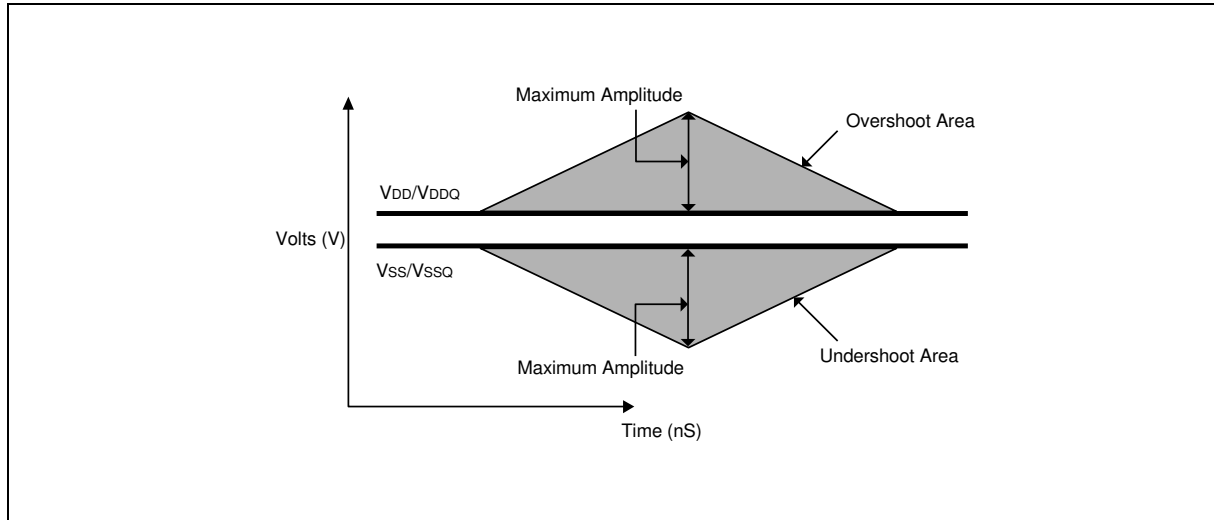 Maximum Amplitude
Overshoot Area
VDD/VDDQ
Volts (V)
VSS/VSSQ
Undershoot Area
Maximum Amplitude
Time (nS)